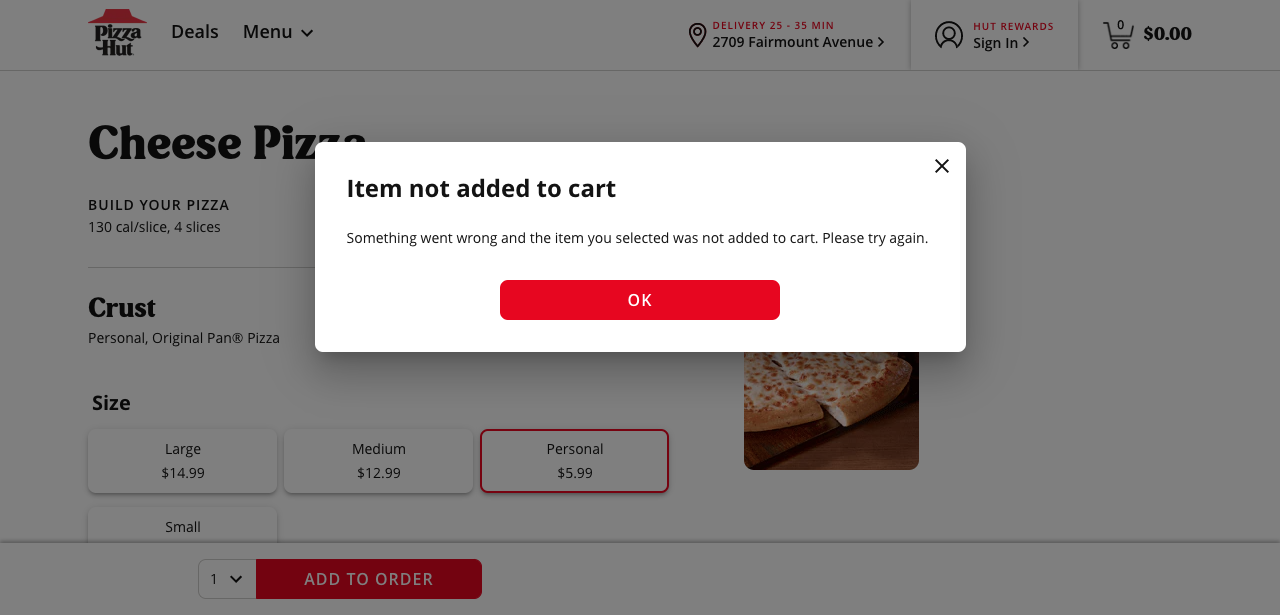 Pizza Hut
Deals
Menu
DELIVERY 25 - 35 MIN
2709 Fairmount Avenue
HUT REWARDS
Sign In
0
$0.00
Cheese Pizza
BUILD YOUR PIZZA
130 cal/slice, 4 slices
Item not added to cart
Something went wrong and the item you selected was not added to cart. Please try again.
OK
Crust
Personal, Original Pan® Pizza
Size
Large
$14.99
Medium
$12.99
Personal
$5.99
Small
1
ADD TO ORDER